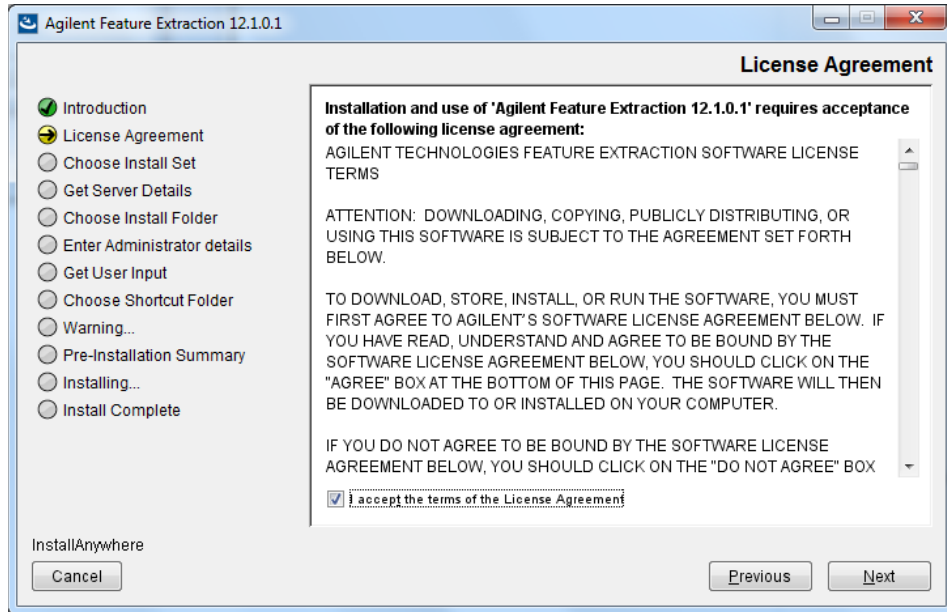 Agilent Feature Extraction 12.1.0.1
License Agreement
Introduction
License Agreement
Choose Install Set
Get Server Details
Choose Install Folder
Enter Administrator details
Get User Input
Choose Shortcut Folder
Warning...
Pre-Installation Summary
Installing...
Install Complete
Installation and use of 'Agilent Feature Extraction 12.1.0.1' requires acceptance
of the following license agreement:
AGILENT TECHNOLOGIES FEATURE EXTRACTION SOFTWARE LICENSE
TERMS
ATTENTION: DOWNLOADING, COPYING, PUBLICLY DISTRIBUTING, OR
USING THIS SOFTWARE IS SUBJECT TO THE AGREEMENT SET FORTH
BELOW.
TO DOWNLOAD, STORE, INSTALL, OR RUN THE SOFTWARE, YOU MUST
FIRST AGREE TO AGILENT'S SOFTWARE LICENSE AGREEMENT BELOW. IF
YOU HAVE READ, UNDERSTAND AND AGREE TO BE BOUND BY THE
SOFTWARE LICENSE AGREEMENT BELOW, YOU SHOULD CLICK ON THE
"AGREE" BOX AT THE BOTTOM OF THIS PAGE. THE SOFTWARE WILL THEN
BE DOWNLOADED TO OR INSTALLED ON YOUR COMPUTER.
IF YOU DO NOT AGREE TO BE BOUND BY THE SOFTWARE LICENSE
AGREEMENT BELOW, YOU SHOULD CLICK ON THE "DO NOT AGREE" BOX
I accept the terms of the License Agreement
InstallAnywhere
Cancel
Previous
Next